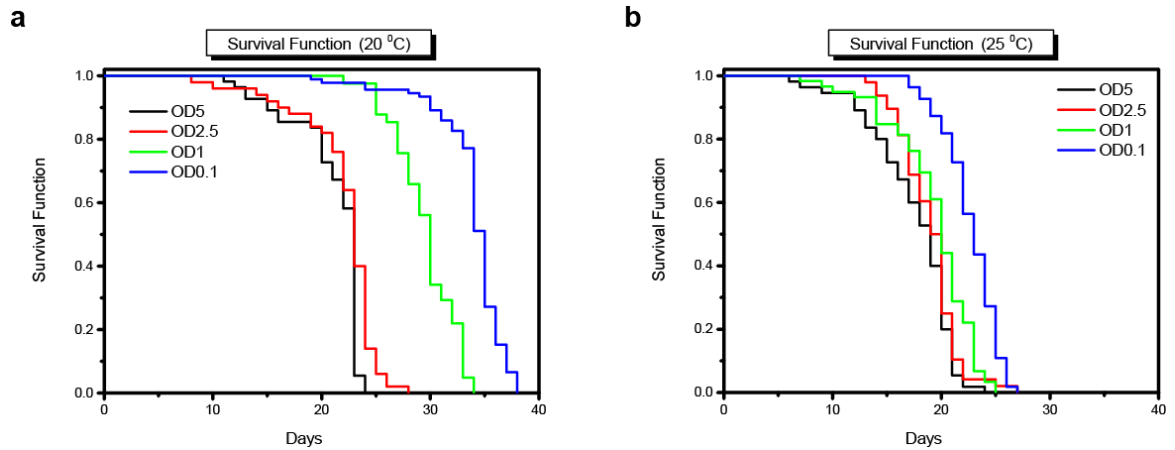 a
Survival Function (20 ⁰C)
1.0
0.8
0.6
0.4
0.2
0.0
Survival Function
OD5
OD2.5
OD1
OD0.1
0
10
20
30
40
Days
b
Survival Function (25 ⁰C)
1.0
0.8
0.6
0.4
0.2
0.0
Survival Function
OD5
OD2.5
OD1
OD0.1
0
10
20
30
40
Days